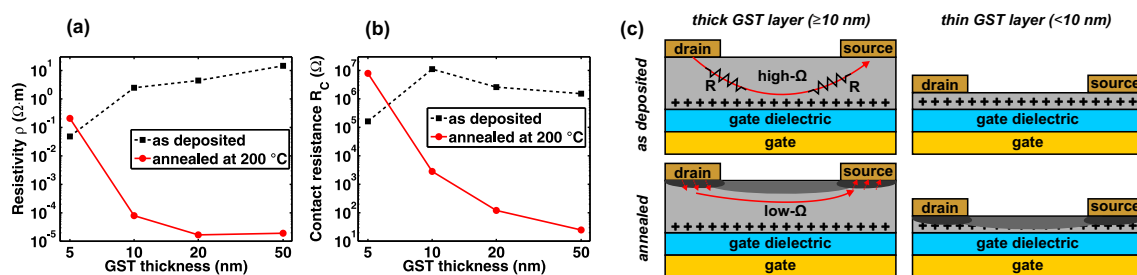 (a)
Resistivity ρ (Ω·m)
10¹
10⁰
10⁻¹
10⁻²
10⁻³
10⁻⁴
10⁻⁵
as deposited
annealed at 200 °C
5 10 20 50
GST thickness (nm)
(b)
Contact resistance R_C (Ω)
10⁷
10⁶
10⁵
10⁴
10³
10²
10¹
as deposited
annealed at 200 °C
5 10 20 50
GST thickness (nm)
(c)
thick GST layer (≥10 nm)
thin GST layer (<10 nm)
as deposited
drain
source
high-Ω
R
R
+++++++++++++++++
gate dielectric
gate
drain
source
+++++++++++++++++
gate dielectric
gate
annealed
drain
source
low-Ω
+++++++++++++++++
gate dielectric
gate
drain
source
+++++++++++++++++
gate dielectric
gate